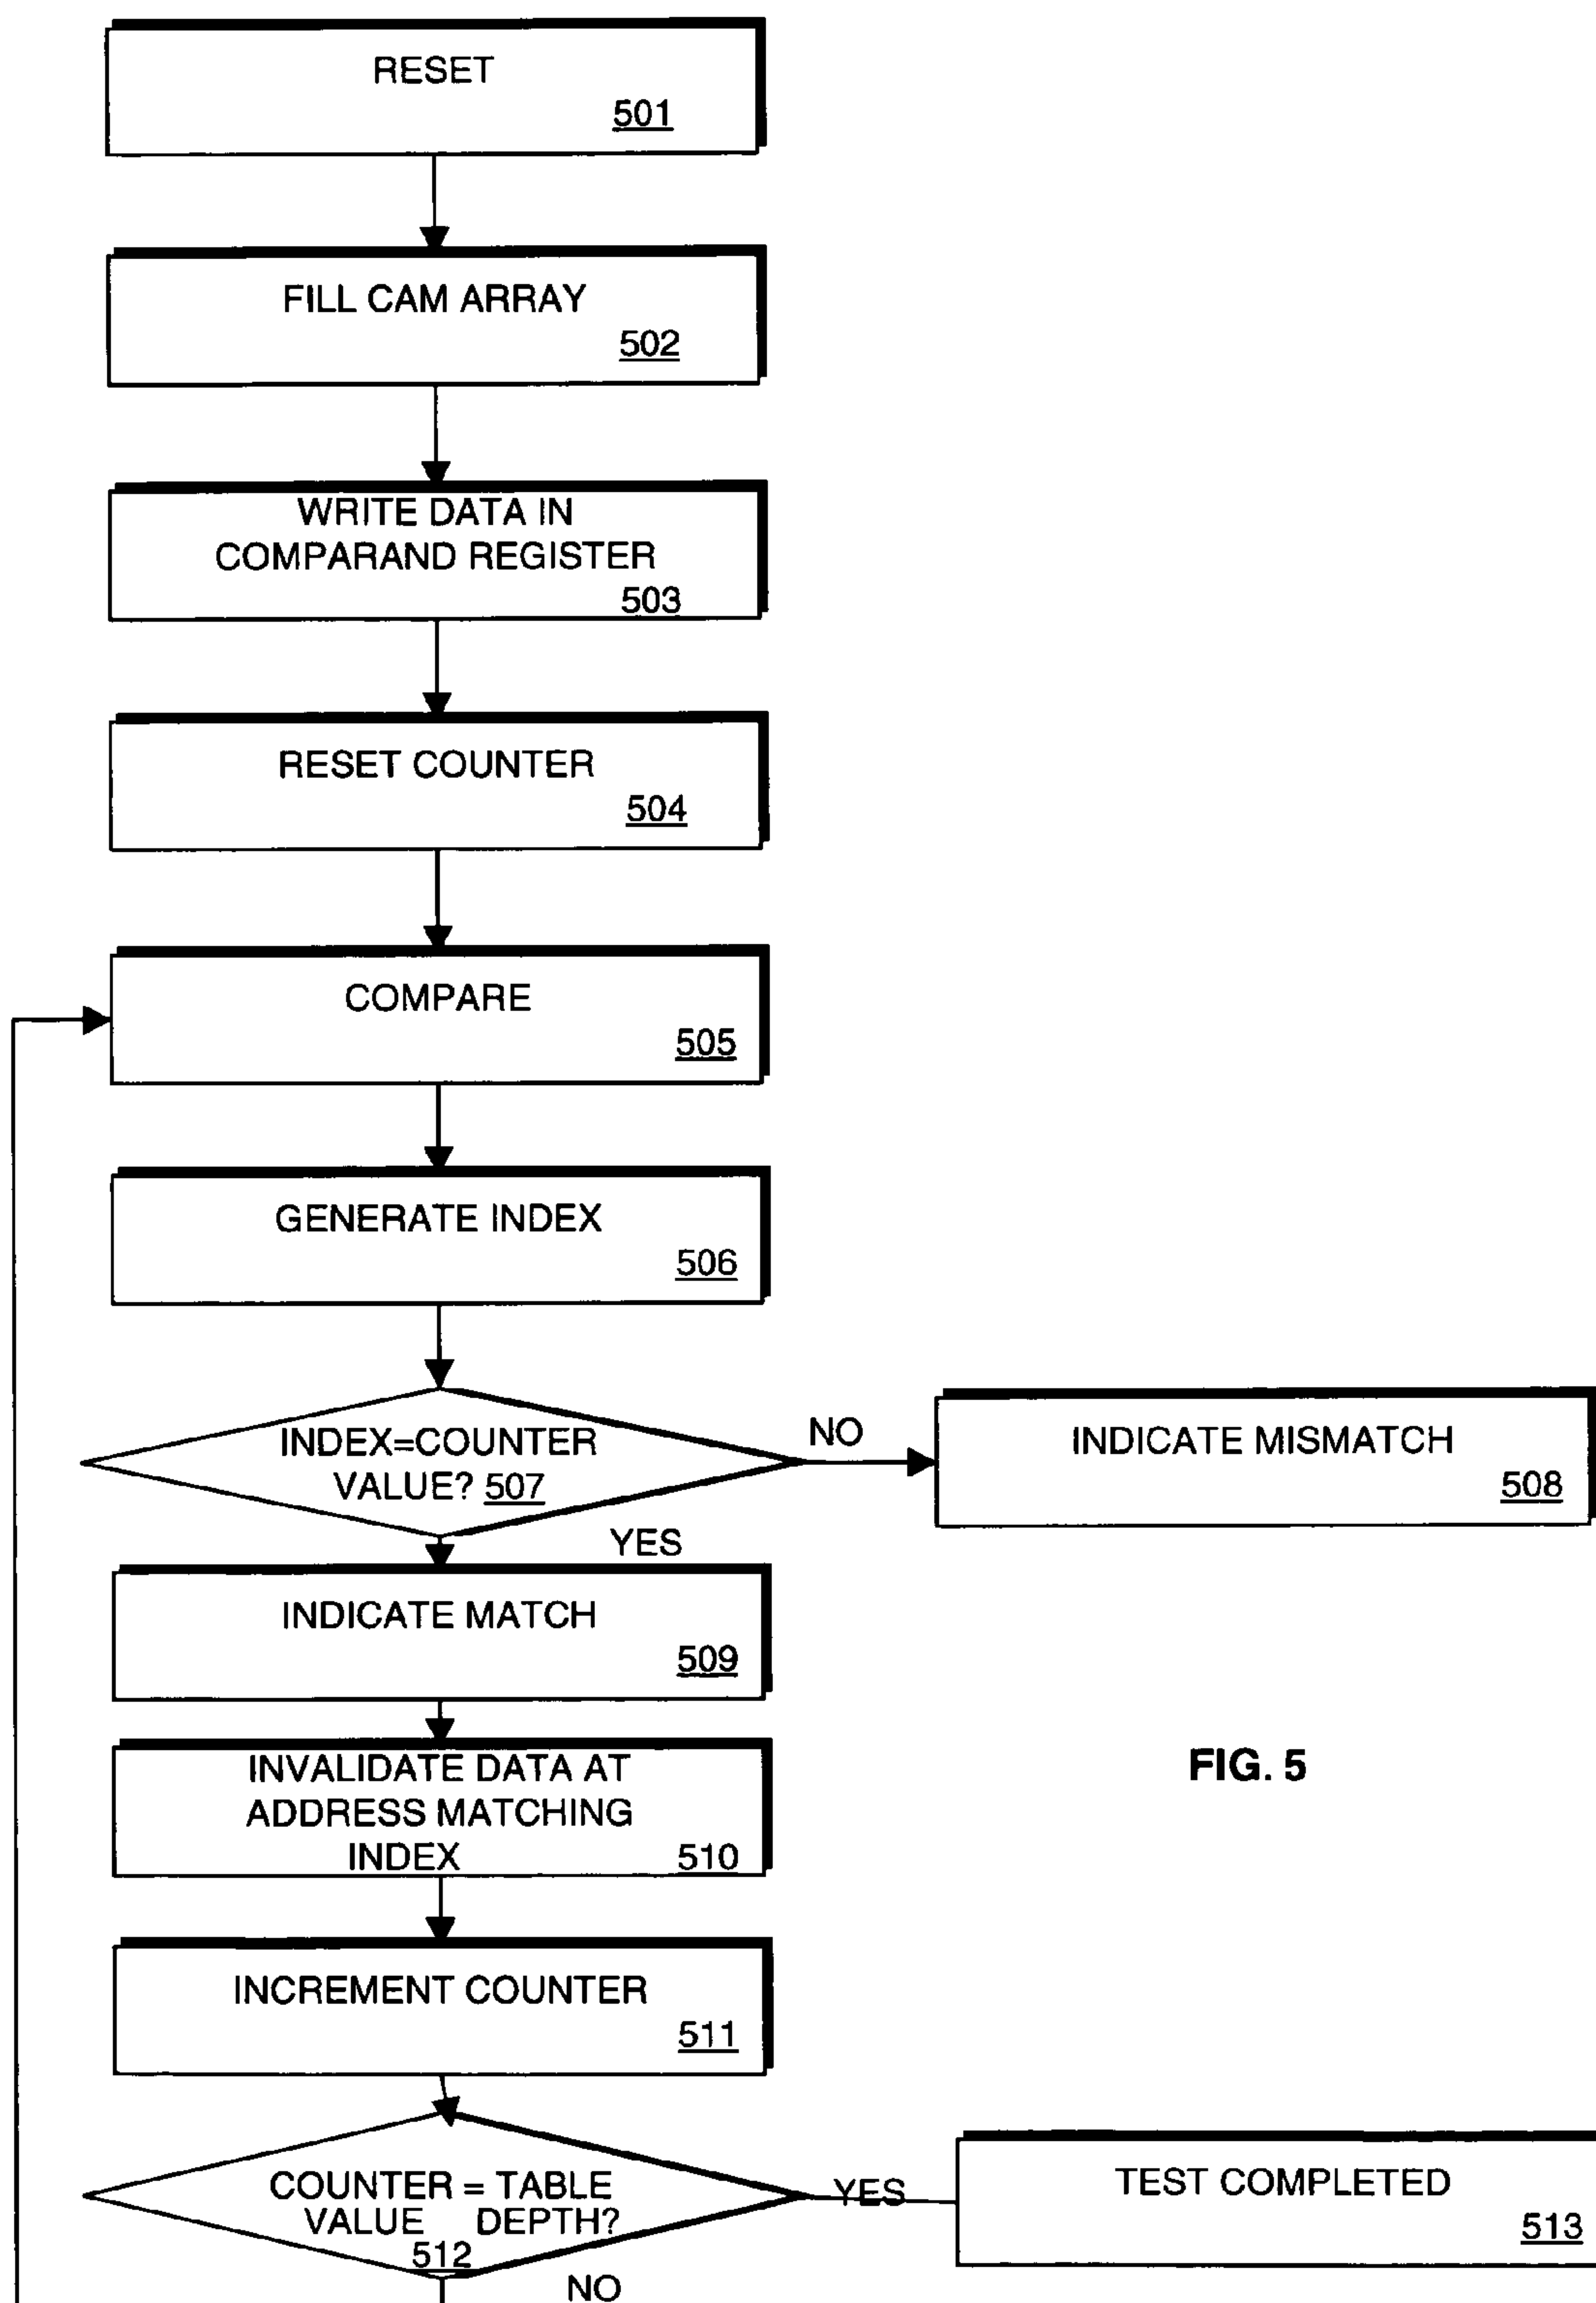 RESET
501
FILL CAM ARRAY
502
WRITE DATA IN
COMPARAND REGISTER
503
RESET COUNTER
504
COMPARE
505
GENERATE INDEX
506
INDEX=COUNTER
VALUE? 507
NO
INDICATE MISMATCH
508
YES
INDICATE MATCH
509
INVALIDATE DATA AT
ADDRESS MATCHING
INDEX 510
FIG. 5
INCREMENT COUNTER
511
COUNTER = TABLE
VALUE DEPTH?
512
YES
TEST COMPLETED
513
NO